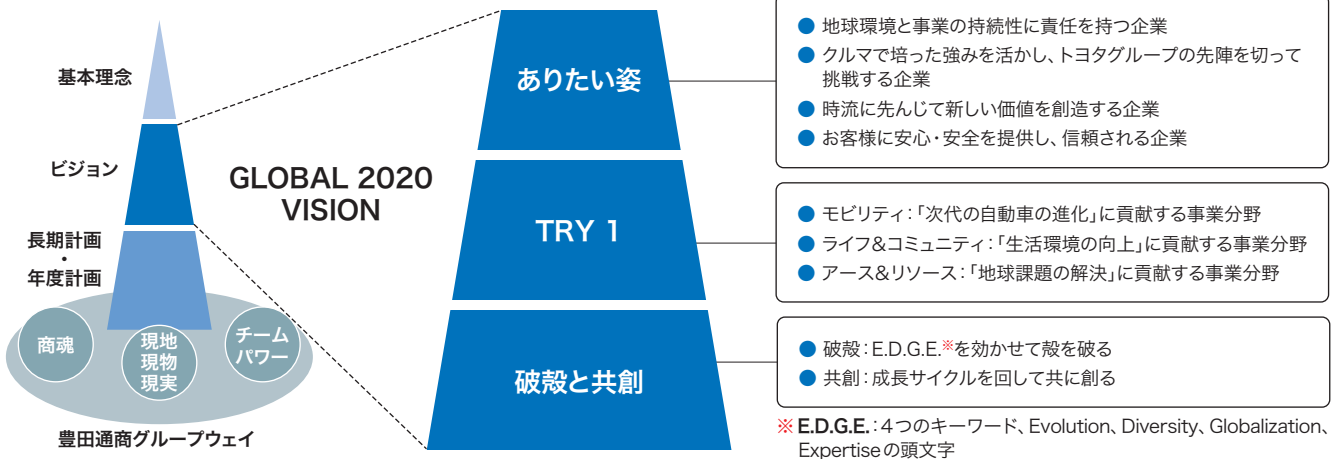 基本理念
ビジョン
長期計画
・
年度計画
商魂
現地
現物
現実
チーム
パワー
豊田通商グループウェイ
GLOBAL 2020
VISION
ありたい姿
TRY 1
破殻と共創
● 地球環境と事業の持続性に責任を持つ企業
● クルマで培った強みを活かし、トヨタグループの先陣を切って
挑戦する企業
● 時流に先んじて新しい価値を創造する企業
● お客様に安心・安全を提供し、信頼される企業
● モビリティ：「次代の自動車の進化」に貢献する事業分野
● ライフ&コミュニティ：「生活環境の向上」に貢献する事業分野
● アース&リソース：「地球課題の解決」に貢献する事業分野
● 破殻：E.D.G.E.※を効かせて殻を破る
● 共創：成長サイクルを回して共に創る
※ E.D.G.E.：4つのキーワード、Evolution、Diversity、Globalization、
Expertiseの頭文字